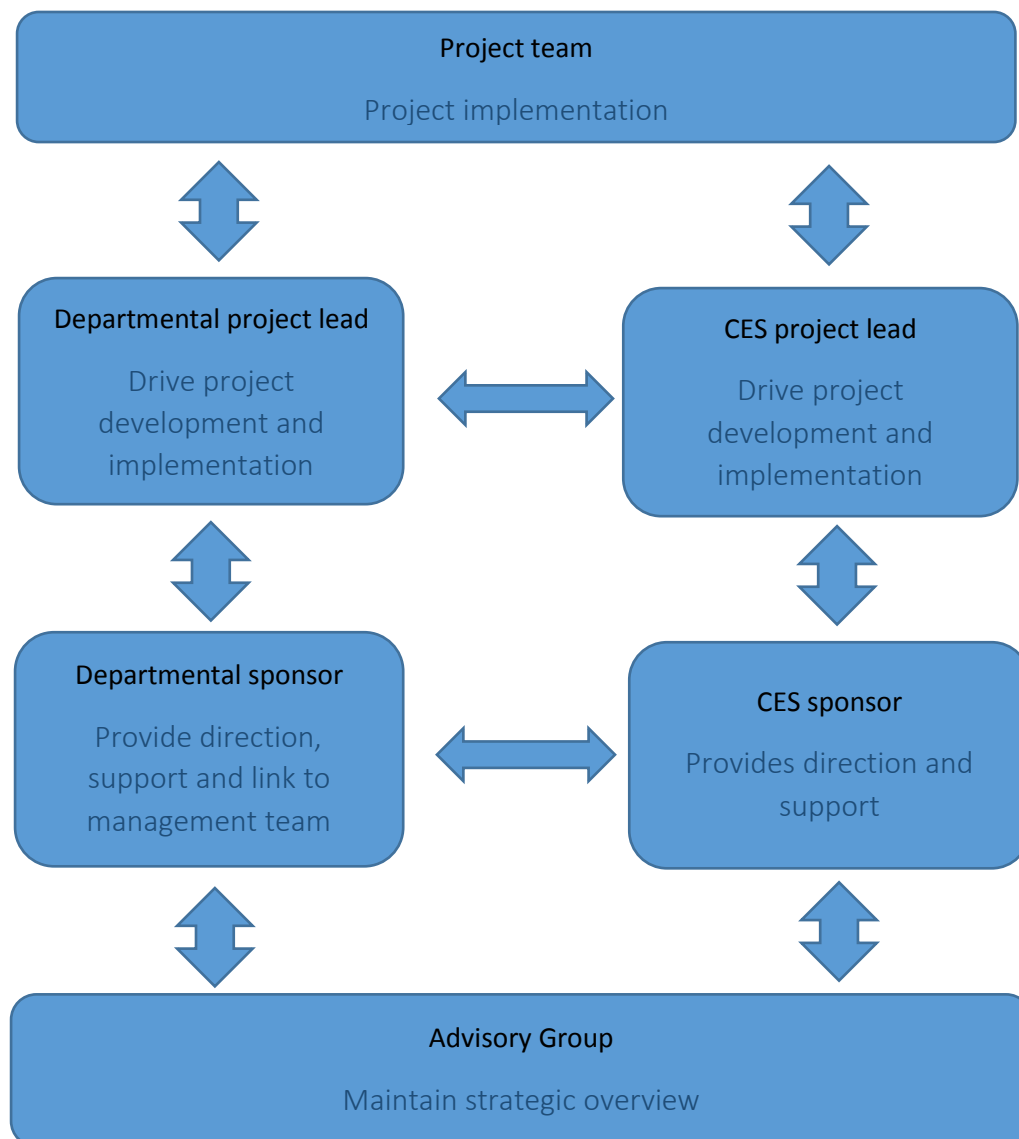 Project team
Project implementation
Departmental project lead
Drive project
development and
implementation
CES project lead
Drive project
development and
implementation
Departmental sponsor
Provide direction,
support and link to
management team
CES sponsor
Provides direction and
support
Advisory Group
Maintain strategic overview